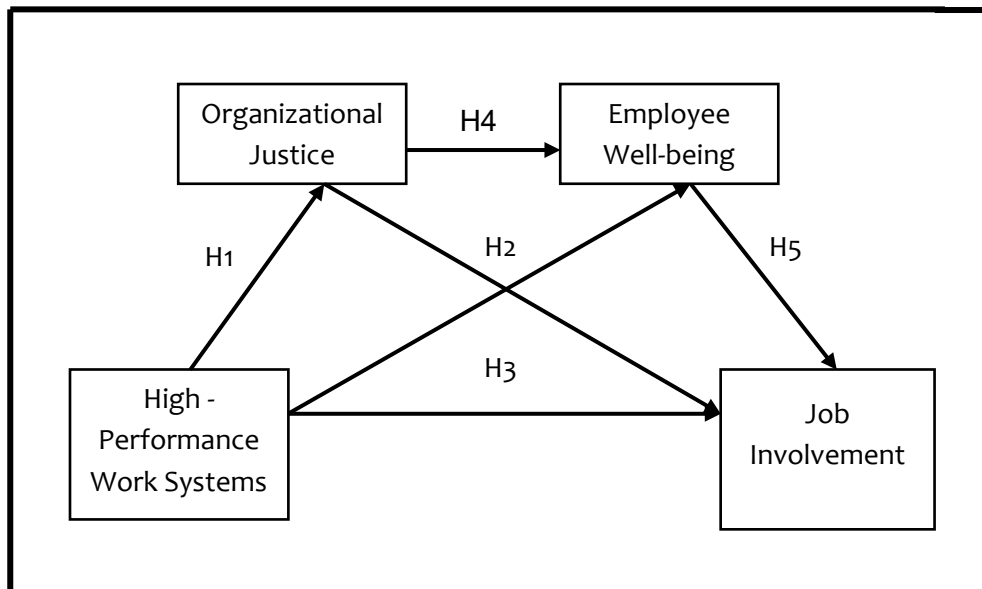 Organizational
Justice
H4
Employee
Well-being
H1
H2
H5
H3
High -
Performance
Work Systems
Job
Involvement